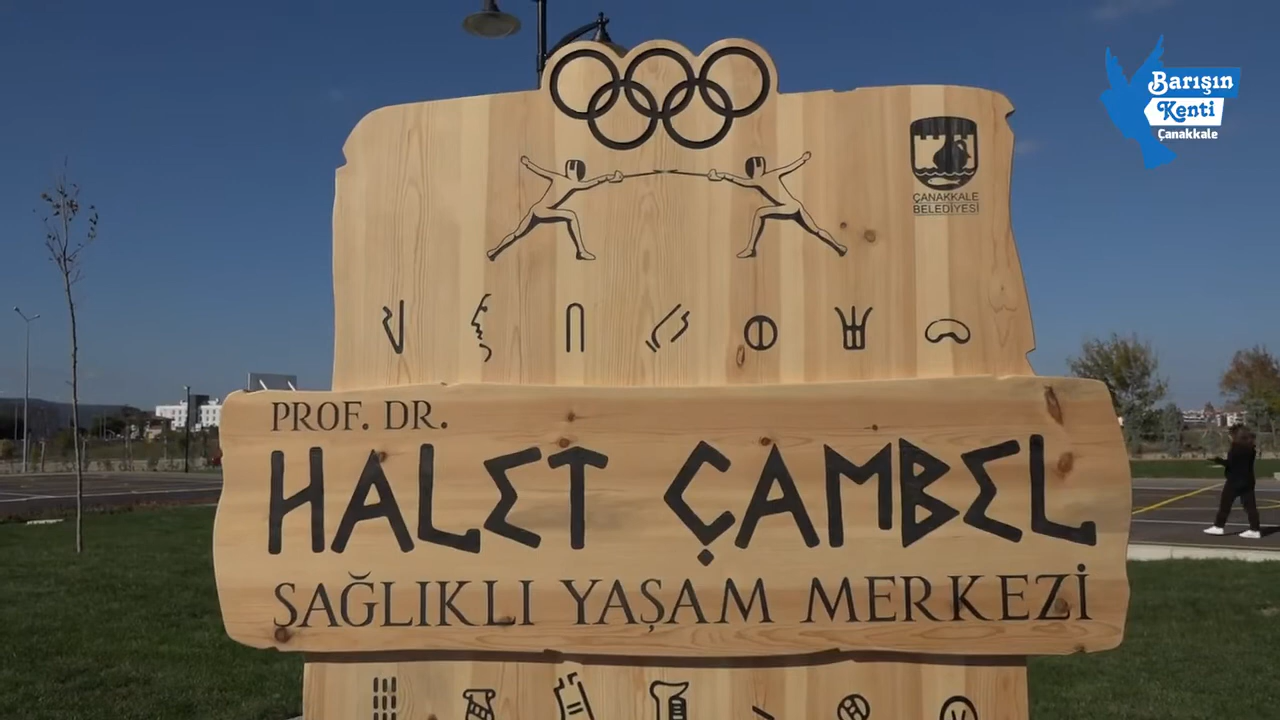 Barışın
Kenti
Çanakkale
ÇANAKKALE
BELEDİYESİ
PROF. DR.
HALET ÇAMBEL
SAĞLIKLI YAŞAM MERKEZİ